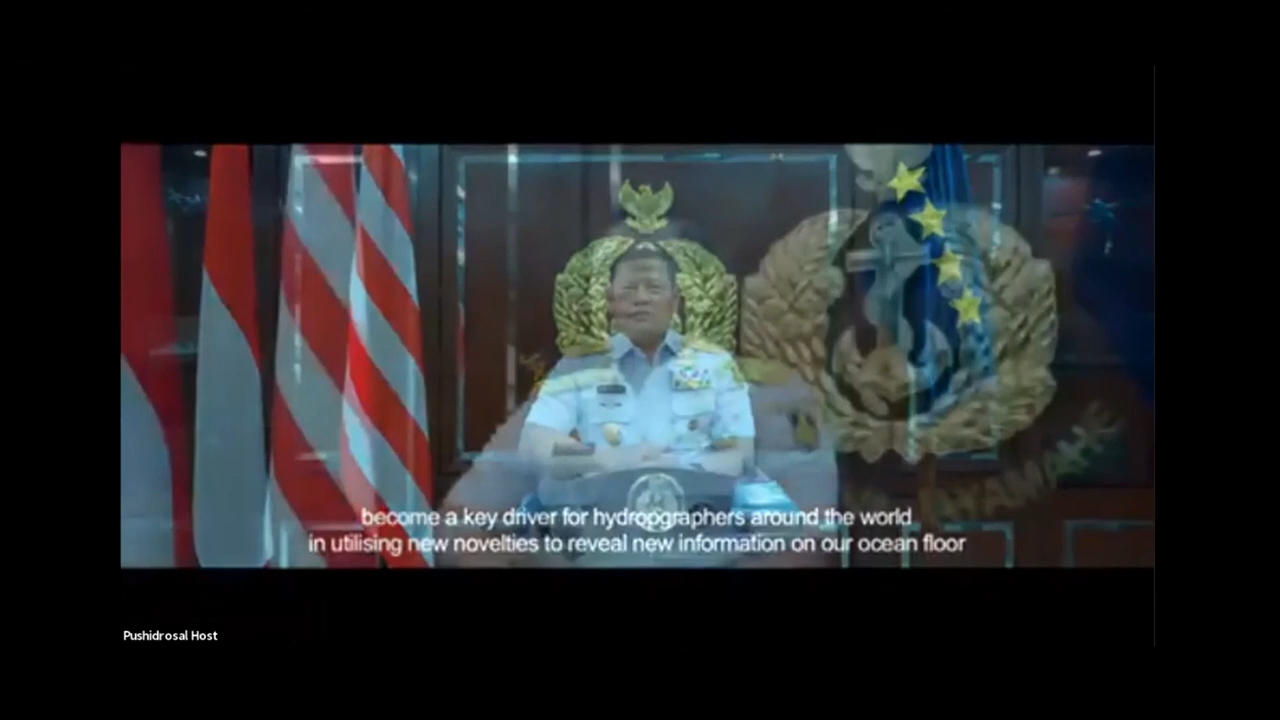 become a key driver for hydropgraphers around the world
in utilising new novelties to reveal new information on our ocean floor
Pushidrosal Host